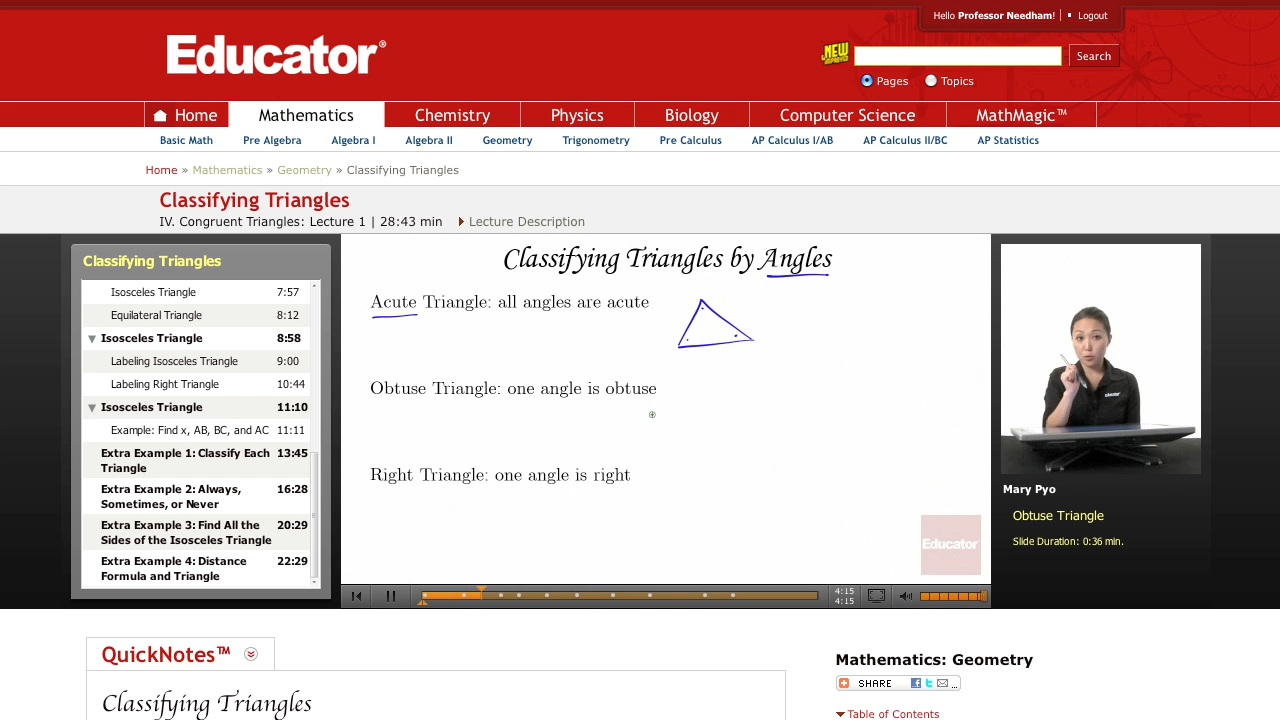 Hello Professor Needham! Logout
Educator®
NEW
Search
Pages Topics
Home Mathematics Chemistry Physics Biology Computer Science MathMagic™
Basic Math Pre Algebra Algebra I Algebra II Geometry Trigonometry Pre Calculus AP Calculus I/AB AP Calculus II/BC AP Statistics
Home » Mathematics » Geometry » Classifying Triangles
Classifying Triangles
IV. Congruent Triangles: Lecture 1 | 28:43 min Lecture Description
Classifying Triangles
Isosceles Triangle 7:57
Equilateral Triangle 8:12
Isosceles Triangle 8:58
Labeling Isosceles Triangle 9:00
Labeling Right Triangle 10:44
Isosceles Triangle 11:10
Example: Find x, AB, BC, and AC 11:11
Extra Example 1: Classify Each 13:45
Triangle
Extra Example 2: Always, 16:28
Sometimes, or Never
Extra Example 3: Find All the 20:29
Sides of the Isosceles Triangle
Extra Example 4: Distance 22:29
Formula and Triangle
Classifying Triangles by Angles
Acute Triangle: all angles are acute
Obtuse Triangle: one angle is obtuse
Right Triangle: one angle is right
Educator
4:15
4:15
Mary Pyo
Obtuse Triangle
Slide Duration: 0:36 min.
QuickNotes™
Classifying Triangles
Mathematics: Geometry
SHARE ...
Table of Contents